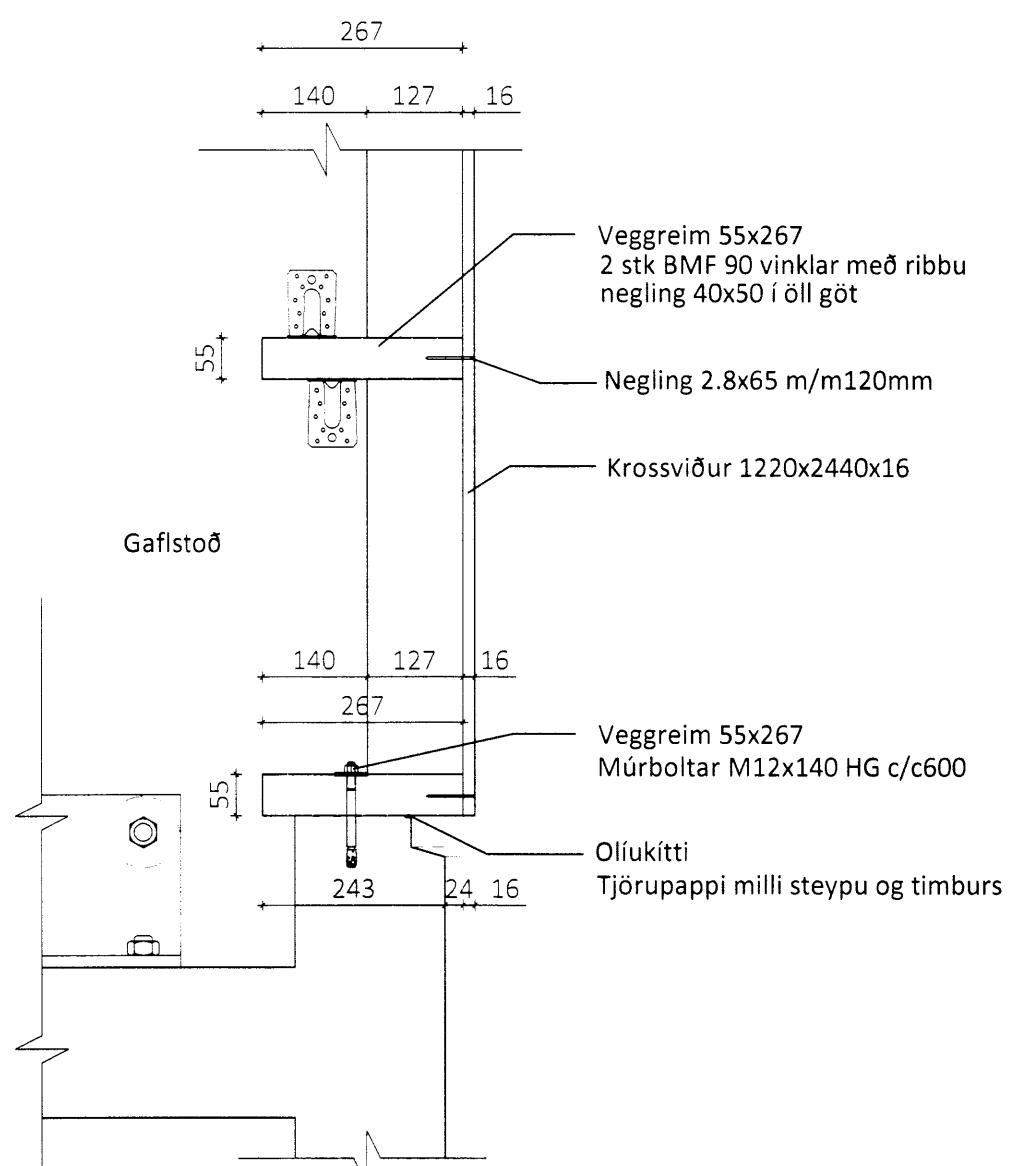 267
140 127 16
Veggreim 55x267
2 stk BMF 90 vinklar með ribbu
negling 40x50 í öll göt
55
Negling 2.8x65 m/m120mm
Krossviður 1220x2440x16
Gaflstoð
140 127 16
267
Veggreim 55x267
Múrboltar M12x140 HG c/c600
55
Olíukítti
Tjörupappi milli steypu og timburs
243 24 16